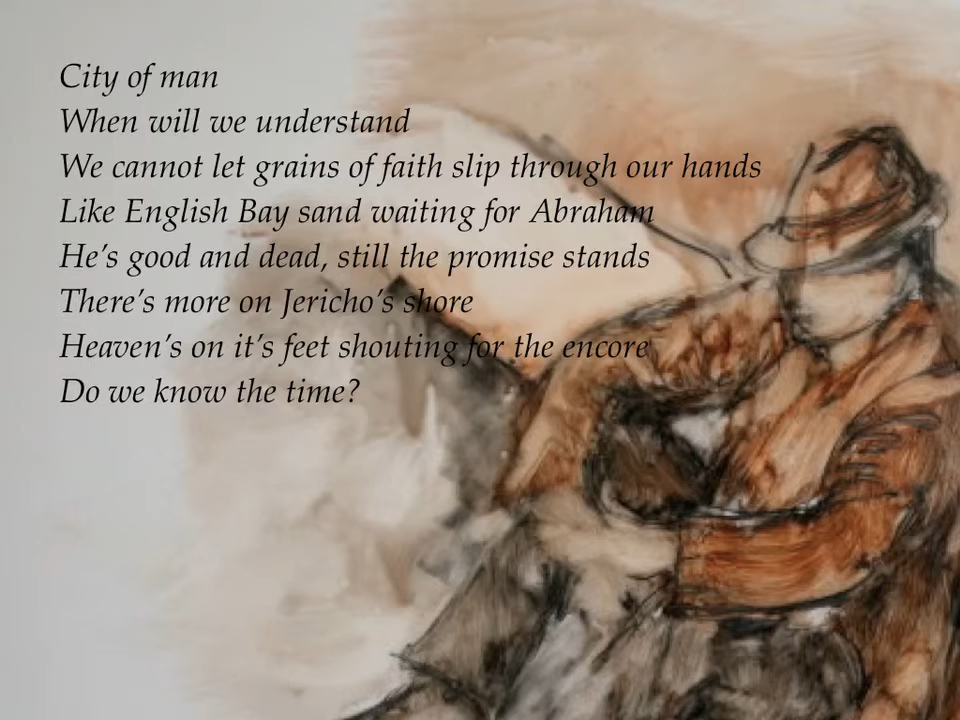 City of man
When will we understand
We cannot let grains of faith slip through our hands
Like English Bay sand waiting for Abraham
He’s good and dead, still the promise stands
There’s more on Jericho’s shore
Heaven’s on it’s feet shouting for the encore
Do we know the time?